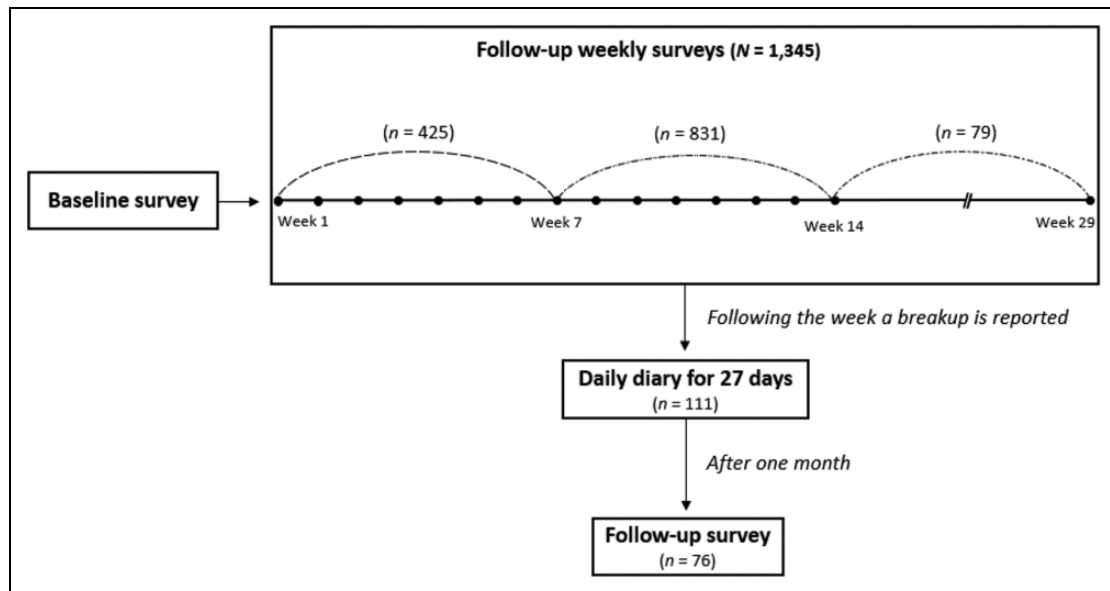 Follow-up weekly surveys (N = 1,345)
(n = 425)
(n = 831)
(n = 79)
Baseline survey
Week 1
Week 7
Week 14
Week 29
Following the week a breakup is reported
Daily diary for 27 days
(n = 111)
After one month
Follow-up survey
(n = 76)